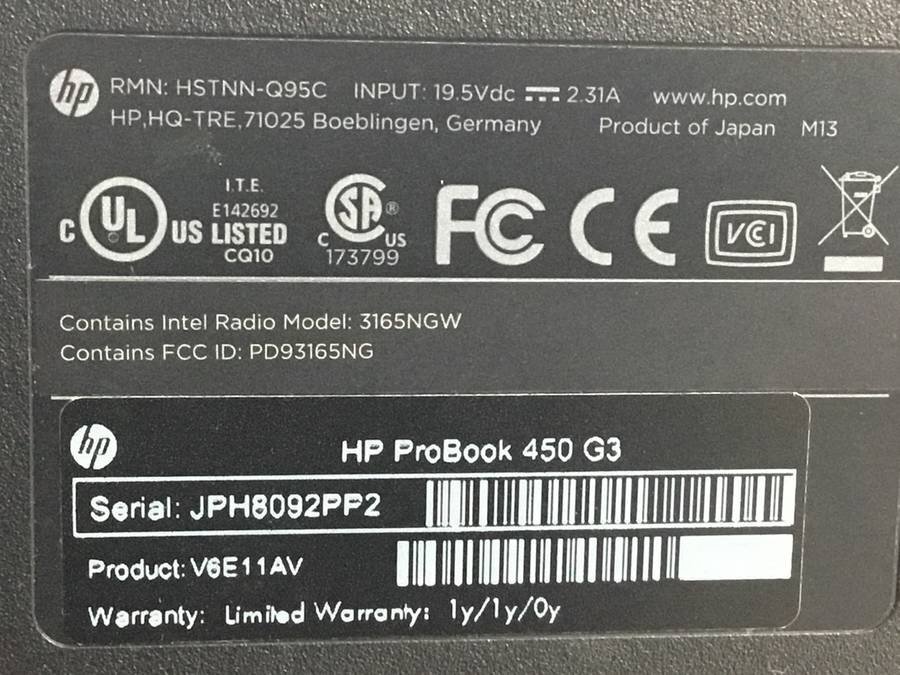 hp RMN: HSTNN-Q95C INPUT: 19.5Vdc 2.31A www.hp.com
HP,HQ-TRE,71025 Boeblingen, Germany Product of Japan M13
C UL US
I.T.E.
E142692
LISTED
CQ10
SA ®
C US
173799
FC CE VCI
Contains Intel Radio Model: 3165NGW
Contains FCC ID: PD93165NG
hp HP ProBook 450 G3
Serial: JPH8092PP2
Product: V6E11AV
Warranty: Limited Warranty: 1y/1y/0y